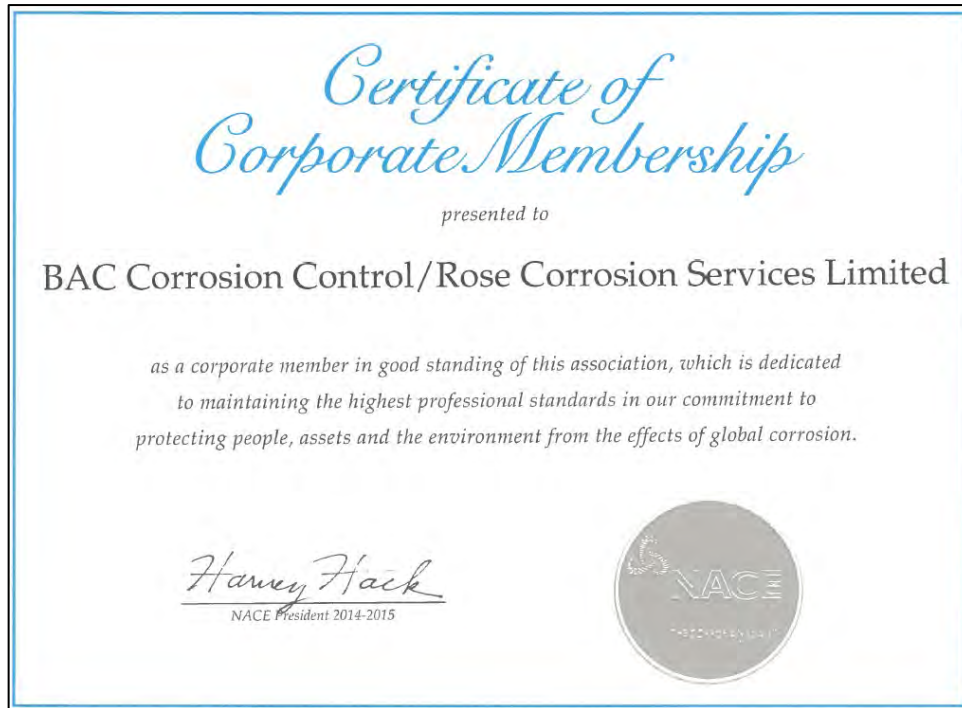 Certificate of
Corporate Membership
presented to
BAC Corrosion Control/Rose Corrosion Services Limited
as a corporate member in good standing of this association, which is dedicated
to maintaining the highest professional standards in our commitment to
protecting people, assets and the environment from the effects of global corrosion.
Harvey Hack
NACE President 2014-2015
NACE